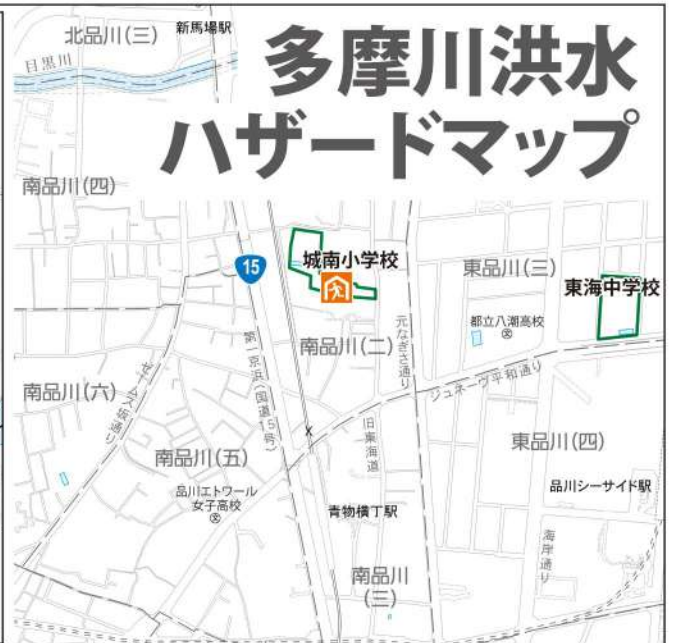 多摩川洪水
ハザードマップ
北品川(三)
新馬場駅
目黒川
南品川(四)
15
城南小学校
東品川(三)
東海中学校
都立八潮高校
元なぎさ通り
南品川(二)
第一京浜(国道15号)
ジュネーヴ平和通り
南品川(六)
ゼームス坂通り
旧東海道
東品川(四)
南品川(五)
品川エトワール
女子高校
青物横丁駅
品川シーサイド駅
海岸通り
南品川
(三)